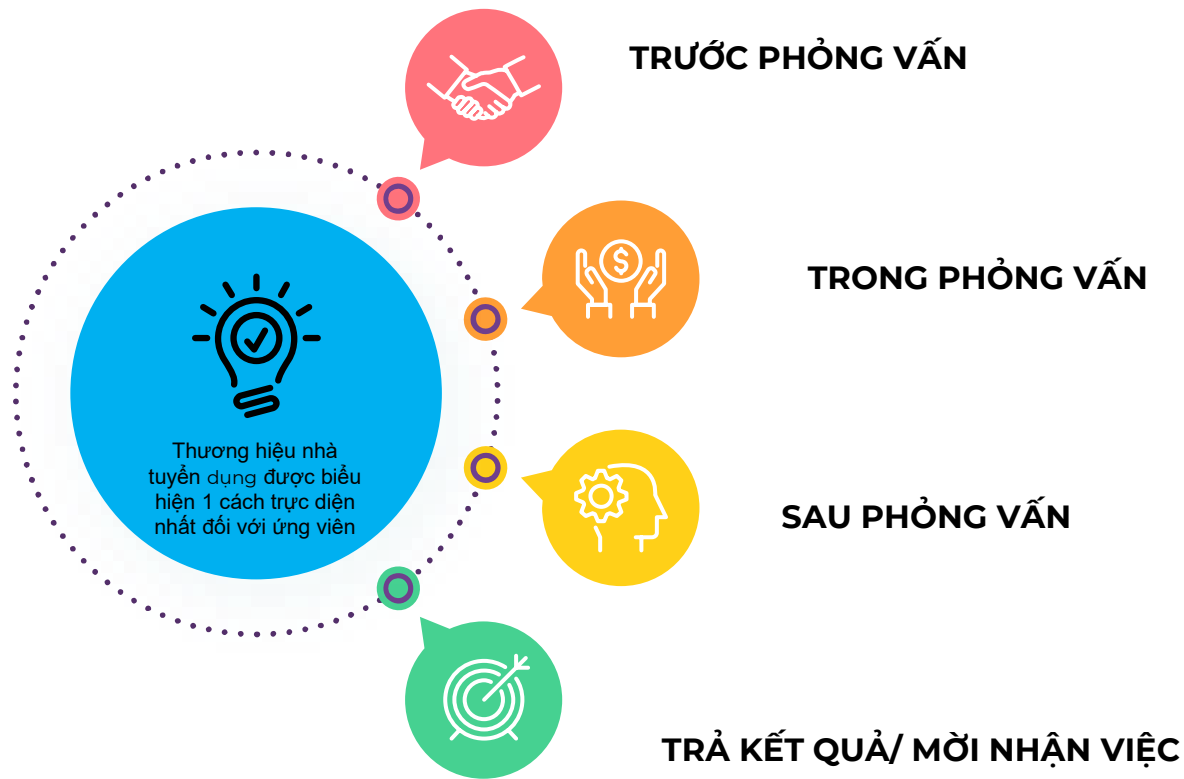 TRƯỚC PHỎNG VẤN
TRONG PHỎNG VẤN
Thương hiệu nhà
tuyển dụng được biểu
hiện 1 cách trực diện
nhất đối với ứng viên
SAU PHỎNG VẤN
TRẢ KẾT QUẢ/ MỜI NHẬN VIỆC